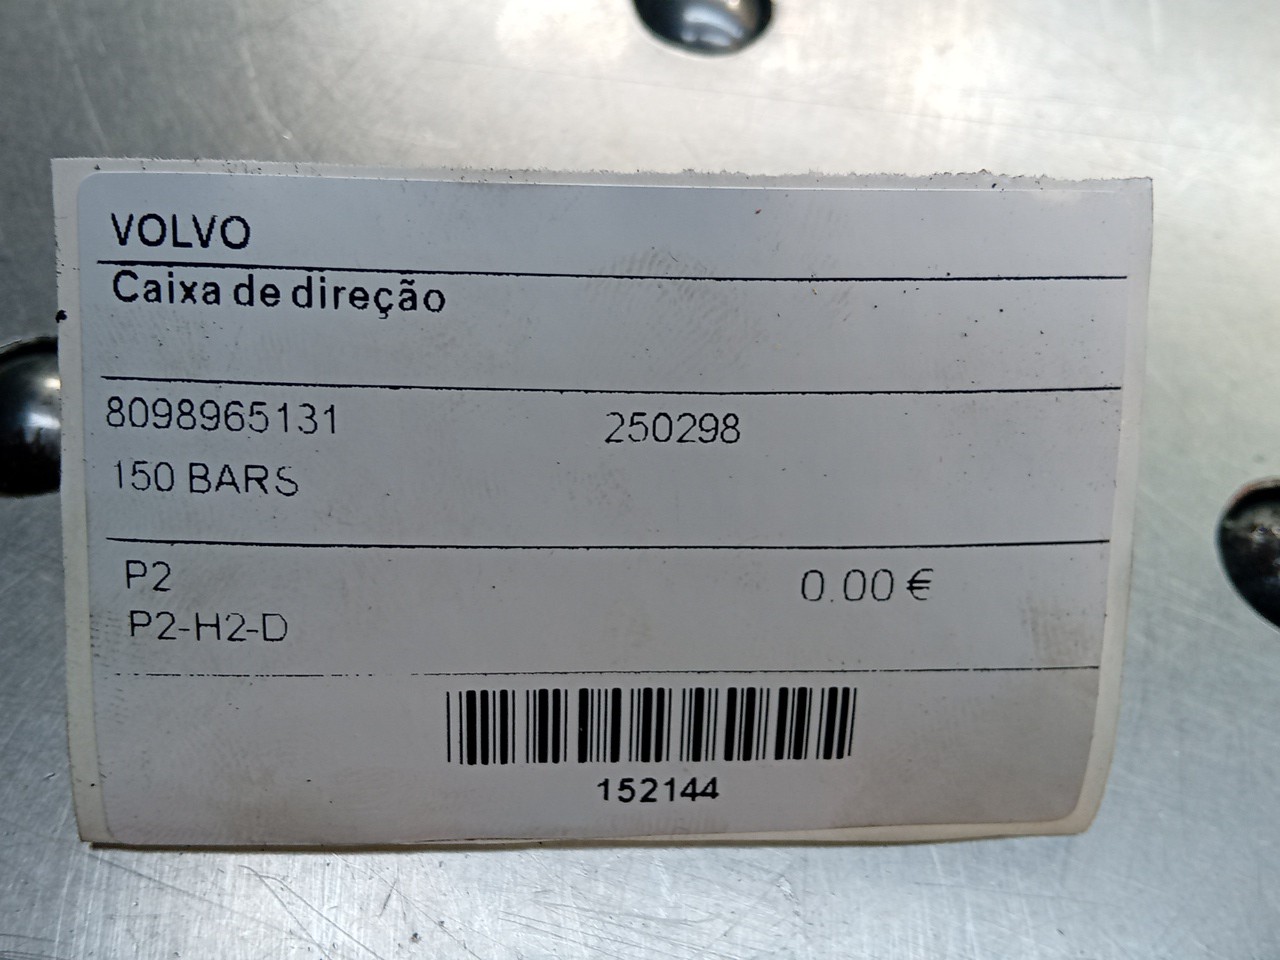 VOLVO
Caixa de direção
8098965131 250298
150 BARS
P2 0.00 €
P2-H2-D
152144